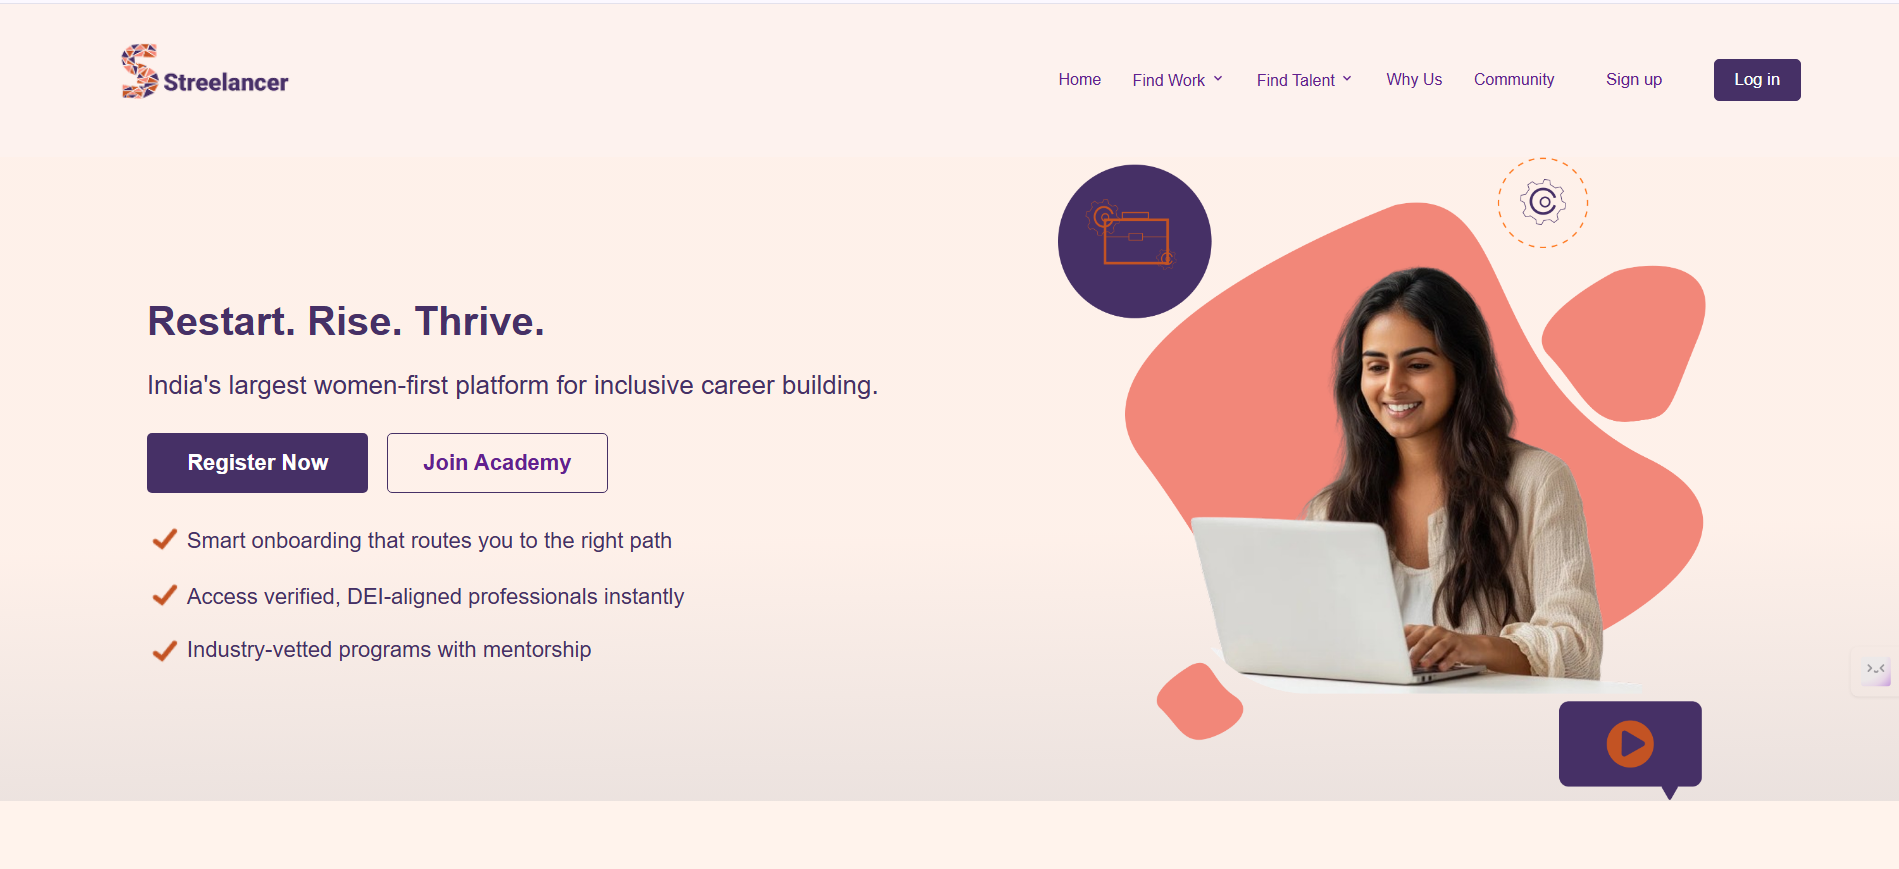 Streelancer
Home Find Work Find Talent Why Us Community Sign up Log in
Restart. Rise. Thrive.
India's largest women-first platform for inclusive career building.
Register Now Join Academy
Smart onboarding that routes you to the right path
Access verified, DEI-aligned professionals instantly
Industry-vetted programs with mentorship